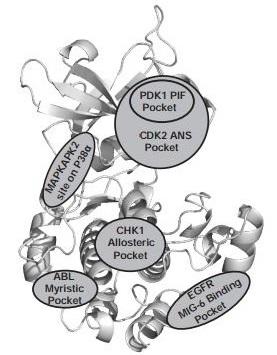 PDK1 PIF
Pocket
CDK2 ANS
Pocket
MAPKAPK2
site on P38α
CHK1
Allosteric
Pocket
ABL
Myristic
Pocket
EGFR
MIG-6 Binding
Pocket